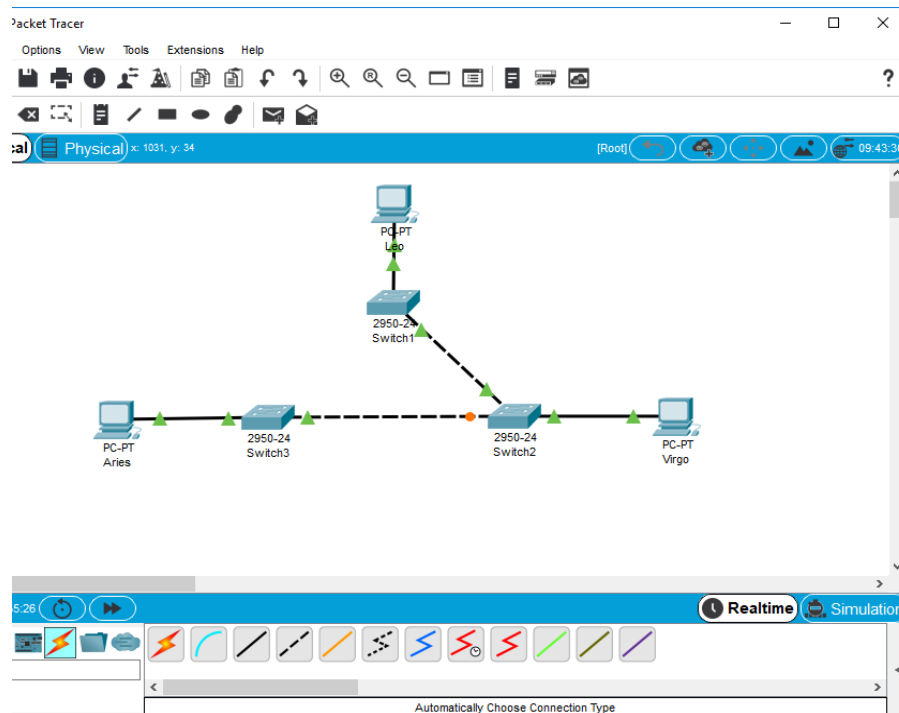 Packet Tracer
Options View Tools Extensions Help
R
?
cal Physical x: 1031, y: 34 [Root] 09:43:36
PC-PT
Leo
2950-24
Switch1
PC-PT
Aries
2950-24
Switch3
2950-24
Switch2
PC-PT
Virgo
5:26 Realtime Simulation
Automatically Choose Connection Type